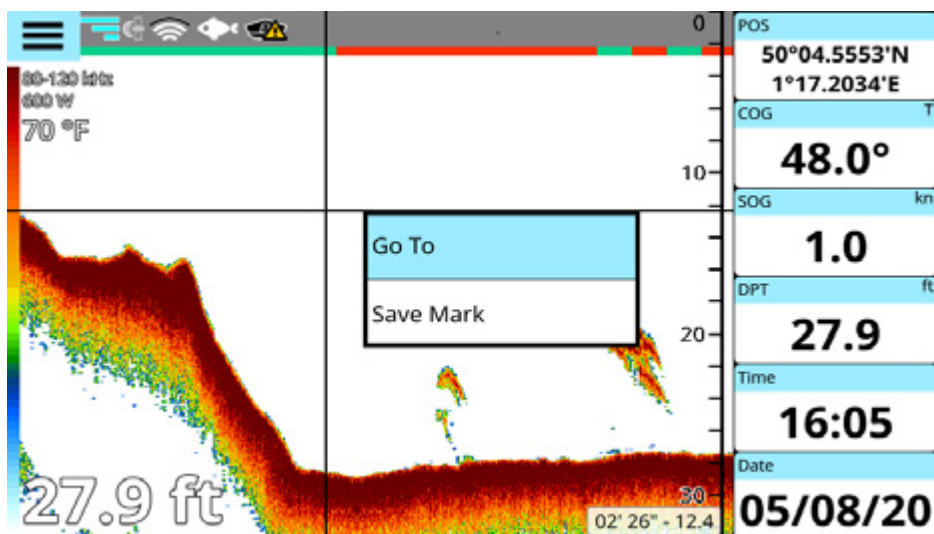 80-120 kHz
600 W
70 °F
0
10
20
30
Go To
Save Mark
27.9 ft
02' 26" - 12.4
POS
50°04.5553'N
1°17.2034'E
COG T
48.0°
SOG kn
1.0
DPT ft
27.9
Time
16:05
Date
05/08/20